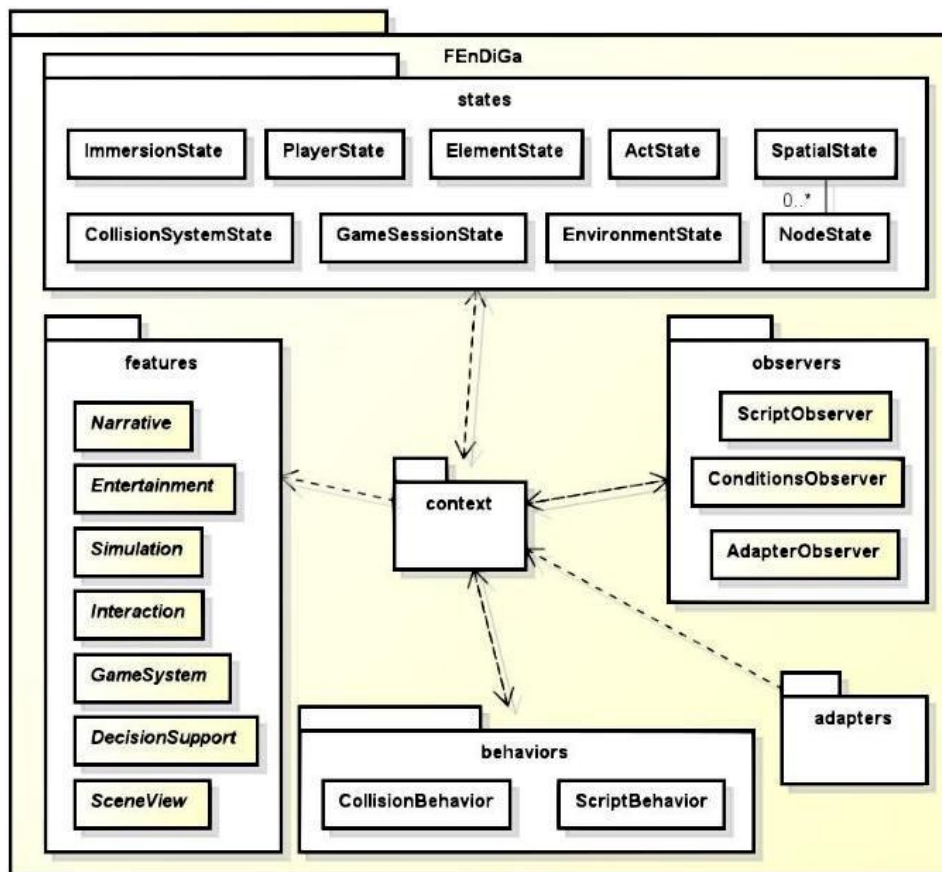 FEnDiGa
states
ImmersionState PlayerState ElementState ActState SpatialState
0..*
CollisionSystemState GameSessionState EnvironmentState NodeState
features
Narrative
Entertainment
Simulation
Interaction
GameSystem
DecisionSupport
SceneView
context
observers
ScriptObserver
ConditionsObserver
AdapterObserver
adapters
behaviors
CollisionBehavior ScriptBehavior